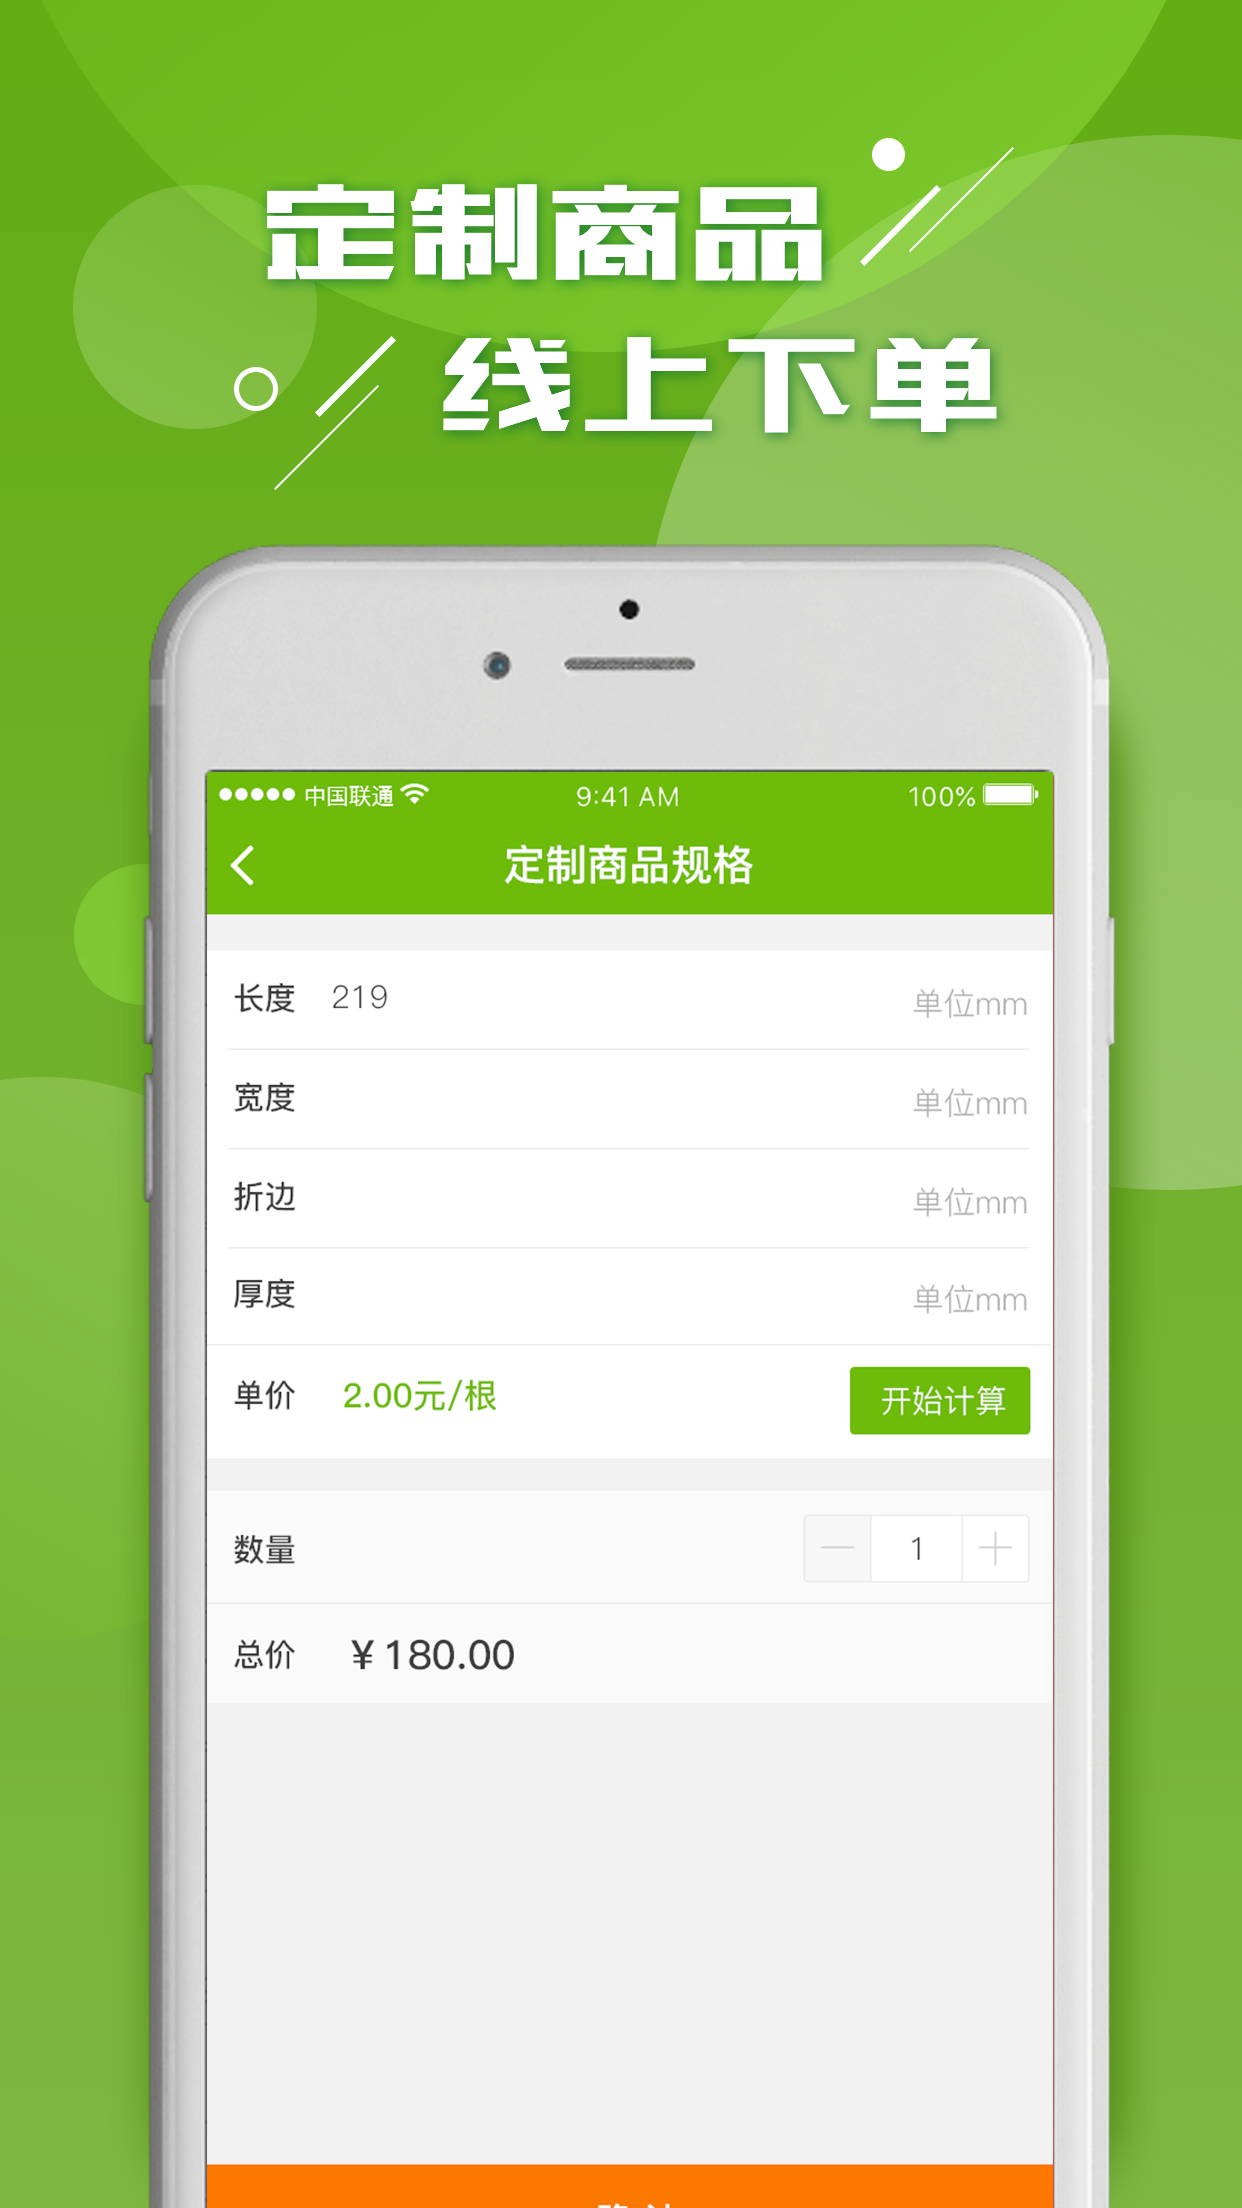 定制商品
线上下单
中国联通 9:41 AM 100%
定制商品规格
长度 219 单位mm
宽度 单位mm
折边 单位mm
厚度 单位mm
单价 2.00元/根 开始计算
数量 1
总价 ¥ 180.00